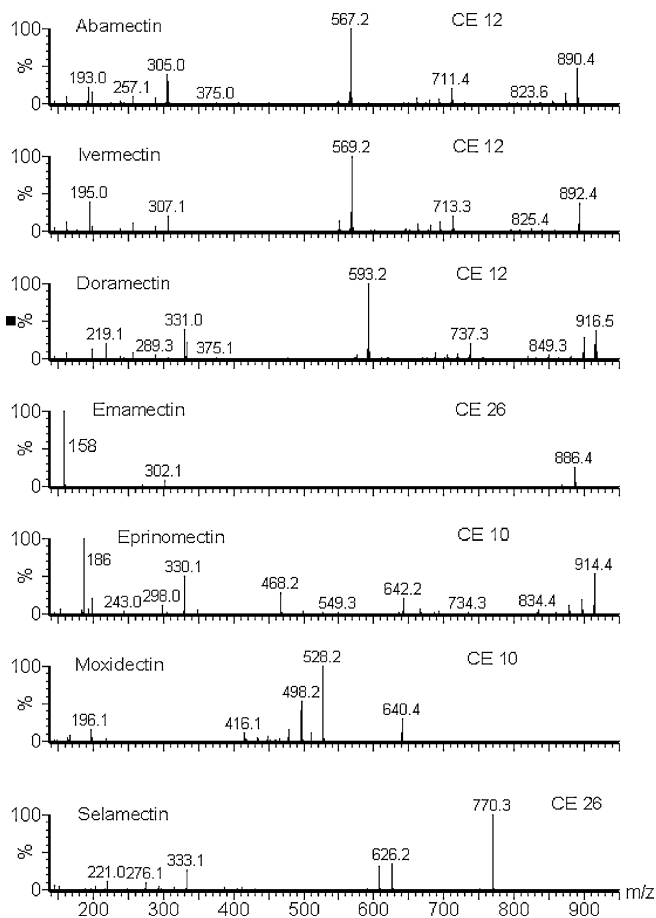 100 Abamectin 567.2 CE 12
% 193.0 257.1 305.0 375.0 711.4 823.6 890.4
0
100 Ivermectin 569.2 CE 12
% 195.0 307.1 713.3 825.4 892.4
0
100 Doramectin 593.2 CE 12
% 219.1 289.3 331.0 375.1 737.3 849.3 916.5
0
100 Emamectin CE 26
% 158 302.1 886.4
0
100 Eprinomectin CE 10
% 186 243.0 298.0 330.1 468.2 549.3 642.2 734.3 834.4 914.4
0
100 Moxidectin 528.2 CE 10
% 196.1 416.1 498.2 640.4
0
100 Selamectin 770.3 CE 26
% 221.0 276.1 333.1 626.2
0
200 300 400 500 600 700 800 900 m/z